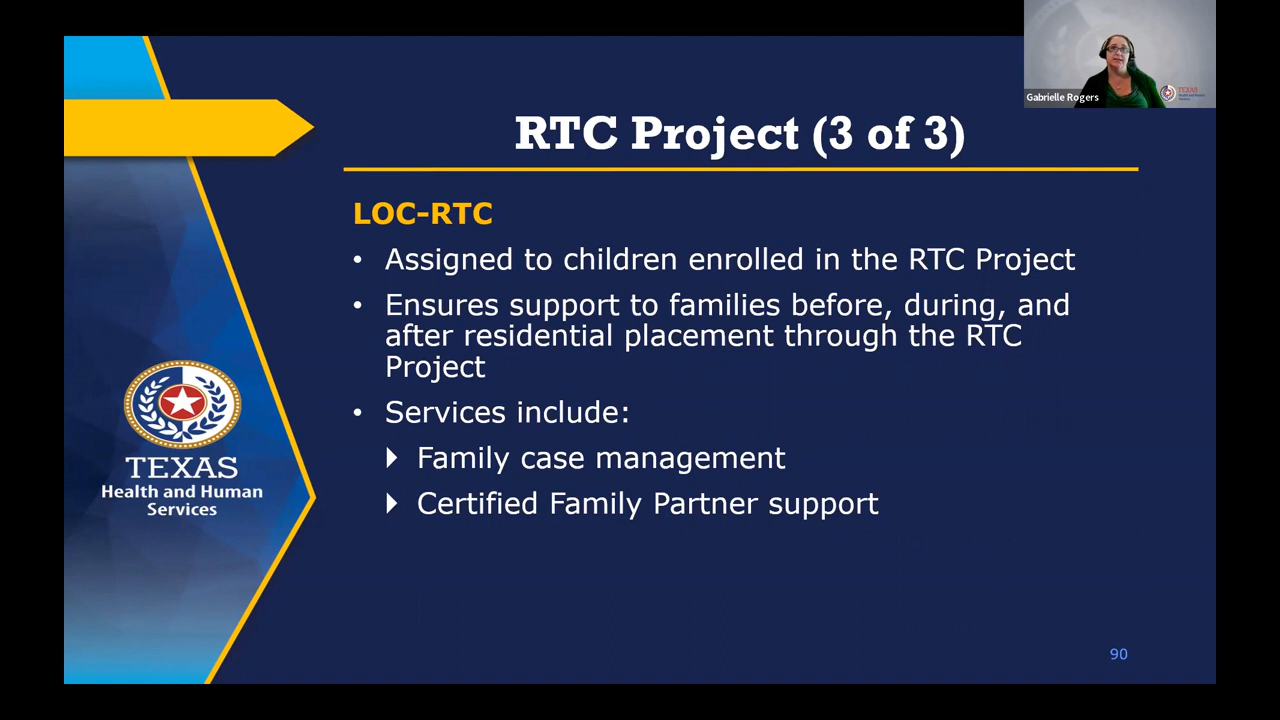 Gabrielle Rogers
TEXAS
RTC Project (3 of 3)
LOC-RTC
• Assigned to children enrolled in the RTC Project
• Ensures support to families before, during, and
after residential placement through the RTC
Project
• Services include:
Family case management
Certified Family Partner support
TEXAS
Health and Human
Services
90